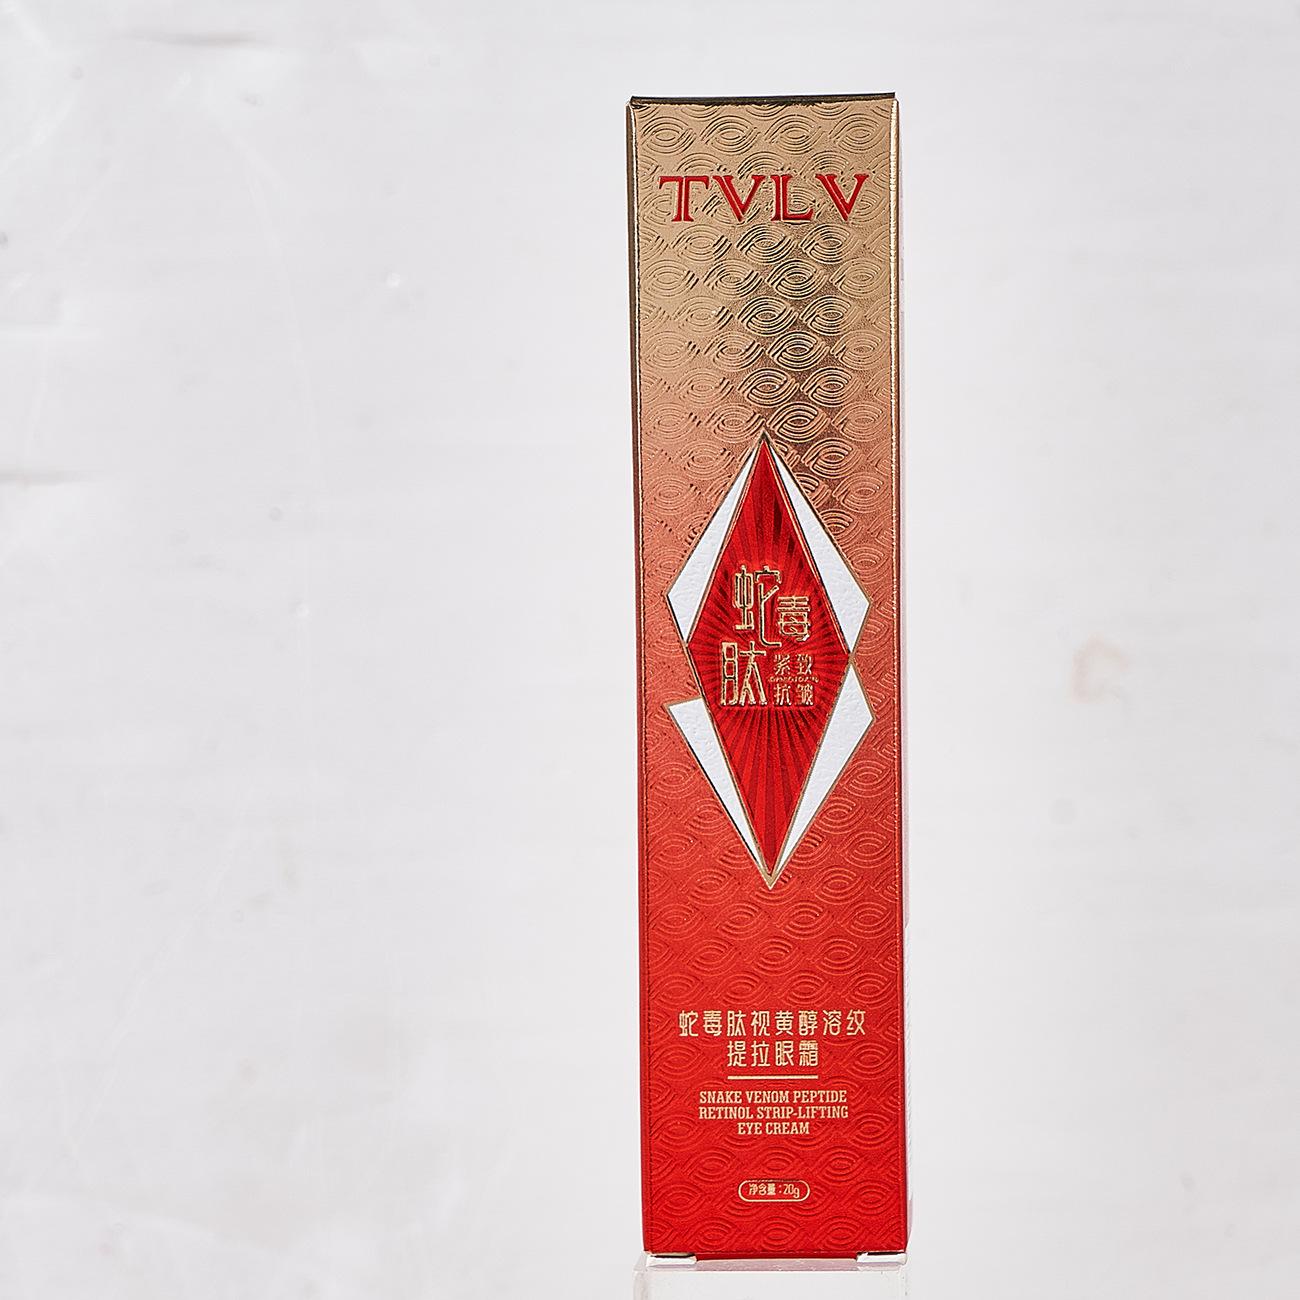 TVLV
蛇毒
肽
紧致
抗皱
蛇毒肽视黄醇溶纹
提拉眼霜
SNAKE VENOM PEPTIDE
RETINOL STRIP-LIFTING
EYE CREAM
净含量:20g